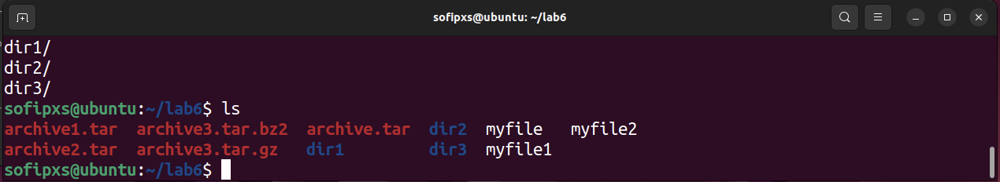 sofipxs@ubuntu: ~/lab6
dir1/
dir2/
dir3/
sofipxs@ubuntu:~/lab6$ ls
archive1.tar archive3.tar.bz2 archive.tar dir2 myfile myfile2
archive2.tar archive3.tar.gz dir1 dir3 myfile1
sofipxs@ubuntu:~/lab6$